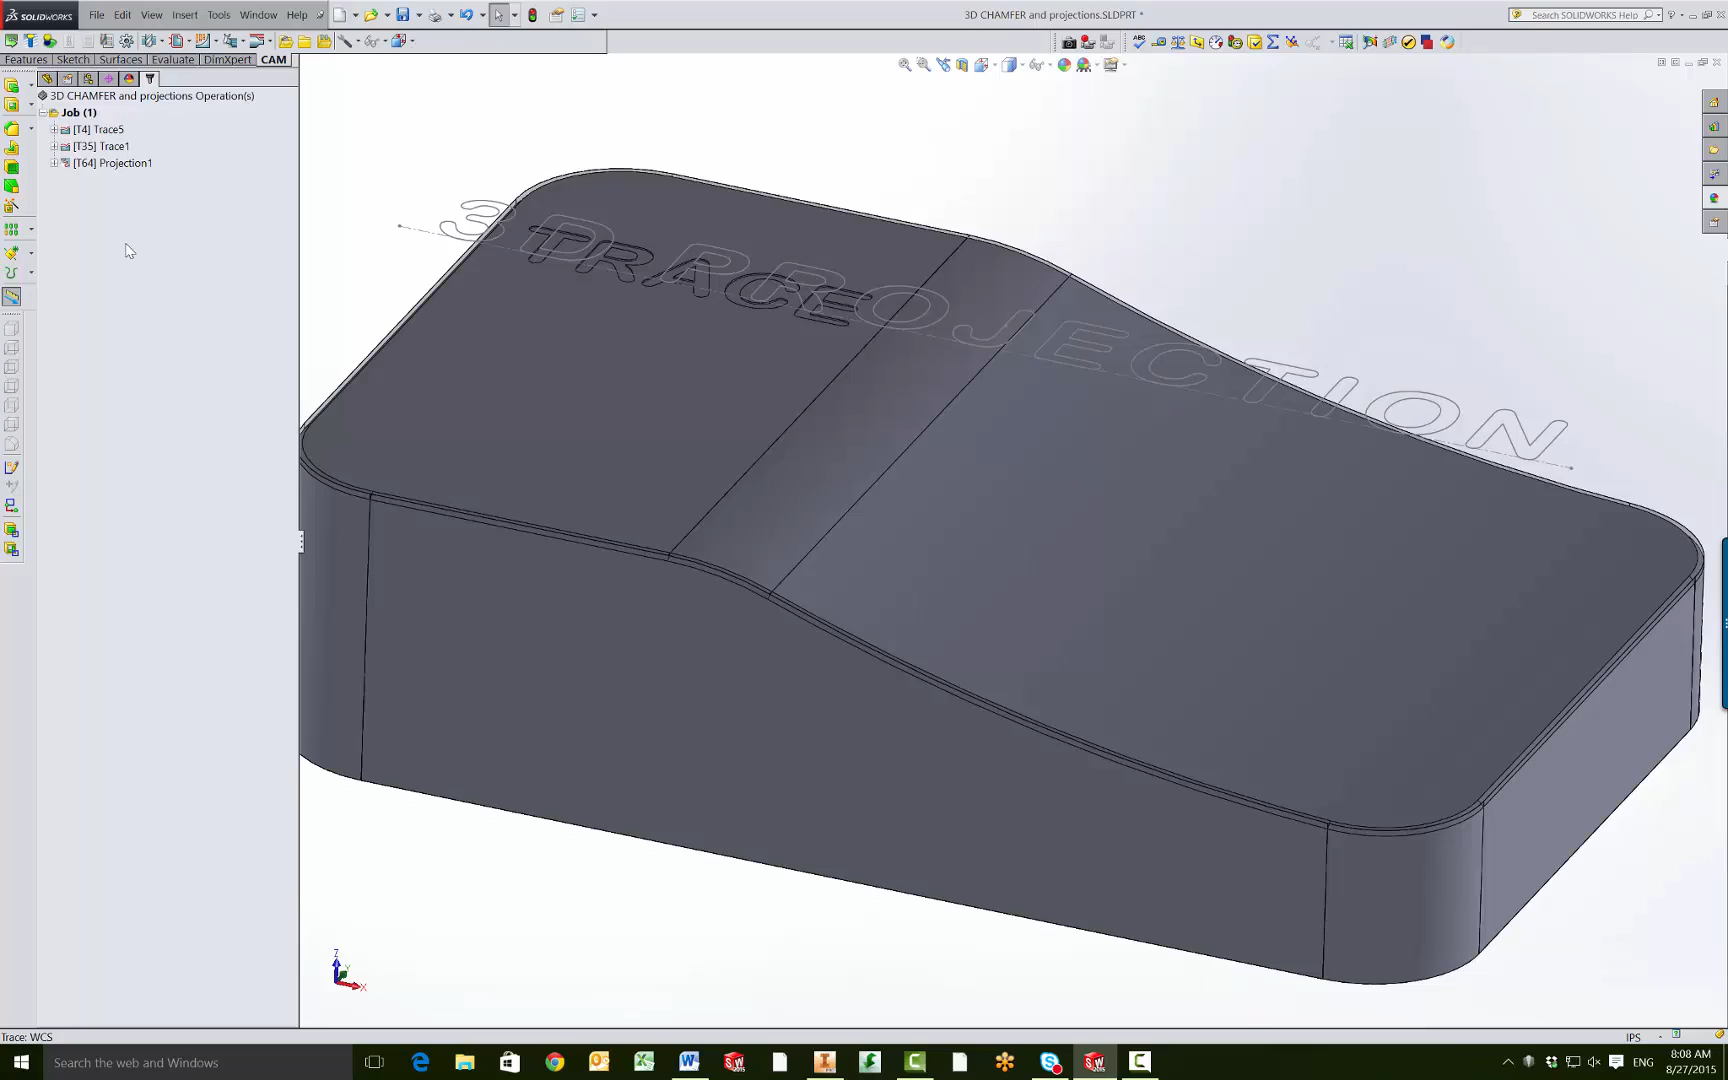 SOLIDWORKS File Edit View Insert Tools Window Help 3D CHAMFER and projections.SLDPRT * Search SOLIDWORKS Help
Features Sketch Surfaces Evaluate DimXpert CAM
3D CHAMFER and projections Operation(s)
Job (1)
[T4] Trace5
[T35] Trace1
[T64] Projection1
3D PROJECTION
TRACE
Z
Y
X
Trace: WCS IPS
Search the web and Windows ENG 8:08 AM
8/27/2015